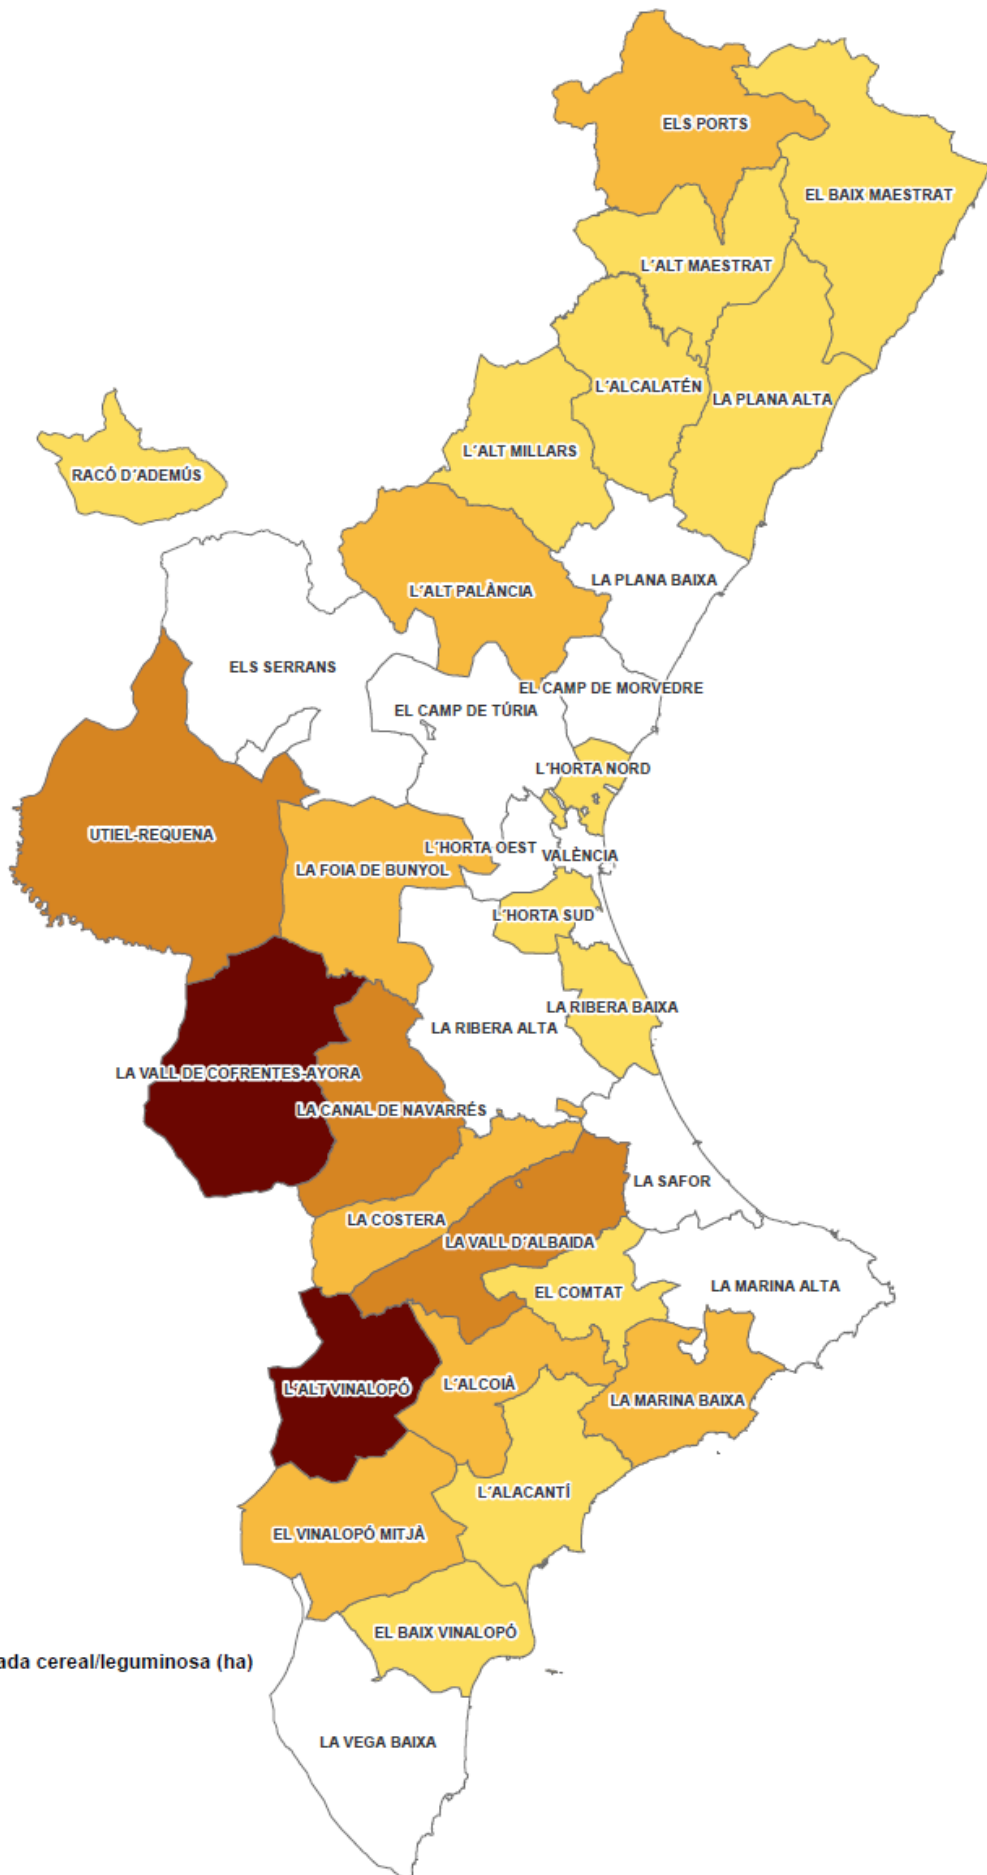 ELS PORTS
EL BAIX MAESTRAT
L´ALT MAESTRAT
L´ALCALATÉN
LA PLANA ALTA
L´ALT MILLARS
RACÓ D´ADEMÚS
LA PLANA BAIXA
L´ALT PALÀNCIA
ELS SERRANS
EL CAMP DE MORVEDRE
EL CAMP DE TÚRIA
L´HORTA NORD
UTIEL-REQUENA
L´HORTA OEST
VALÈNCIA
LA FOIA DE BUNYOL
L´HORTA SUD
LA RIBERA BAIXA
LA RIBERA ALTA
LA VALL DE COFRENTES-AYORA
LA CANAL DE NAVARRÉS
LA SAFOR
LA COSTERA
LA VALL D´ALBAIDA
LA MARINA ALTA
EL COMTAT
L´ALCOIÀ
L´ALT VINALOPÓ
LA MARINA BAIXA
L´ALACANTÍ
EL VINALOPÓ MITJÀ
EL BAIX VINALOPÓ
ada cereal/leguminosa (ha)
LA VEGA BAIXA